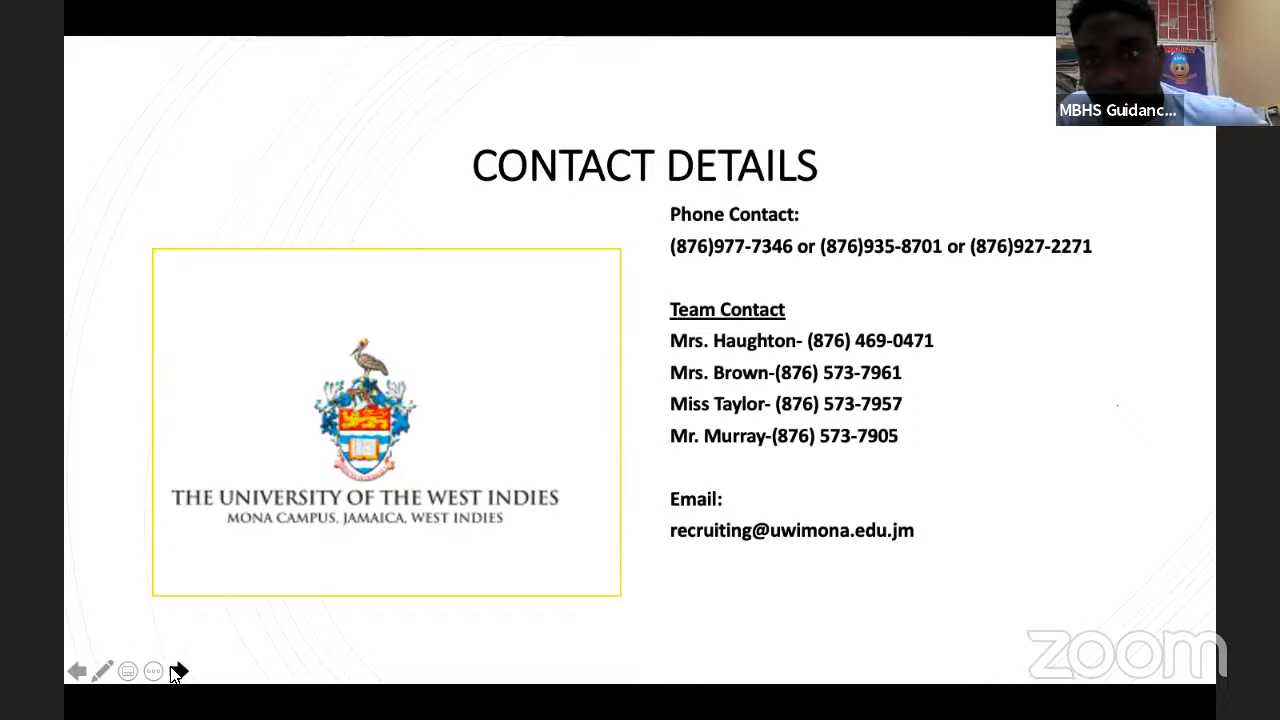 MBHS Guidanc...
CONTACT DETAILS
Phone Contact:
(876)977-7346 or (876)935-8701 or (876)927-2271
Team Contact
Mrs. Haughton- (876) 469-0471
Mrs. Brown-(876) 573-7961
Miss Taylor- (876) 573-7957
Mr. Murray-(876) 573-7905
Email:
recruiting@uwimona.edu.jm
THE UNIVERSITY OF THE WEST INDIES
MONA CAMPUS, JAMAICA, WEST INDIES
zoom